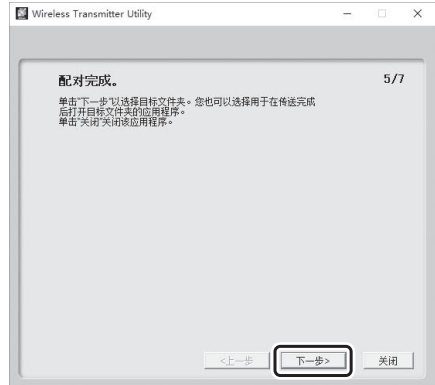 Wireless Transmitter Utility
配对完成。
5/7
单击"下一步"以选择目标文件夹。您也可以选择用于在传送完成
后打开目标文件夹的应用程序。
单击"关闭"关闭该应用程序。
<上一步
下一步>
关闭